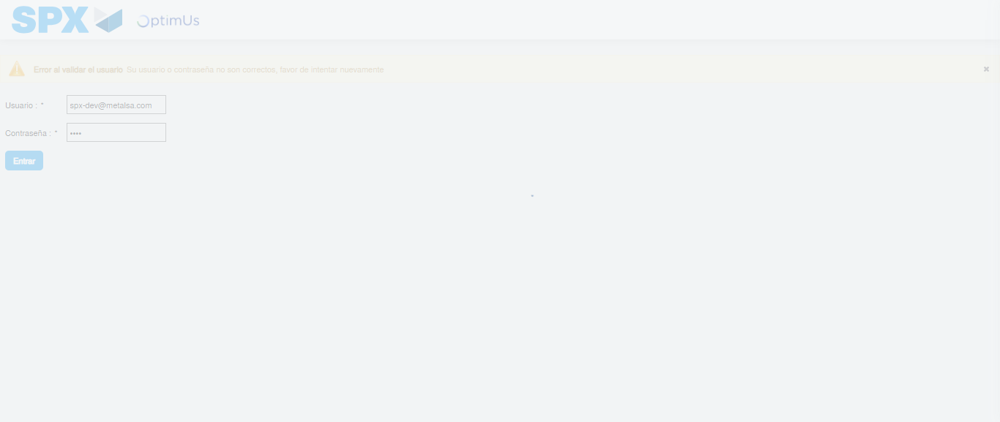 SPX OptimUs
Error al validar el usuario Su usuario o contraseña no son correctos, favor de intentar nuevamente
Usuario : * spx-dev@metalsa.com
Contraseña : * ••••
Entrar